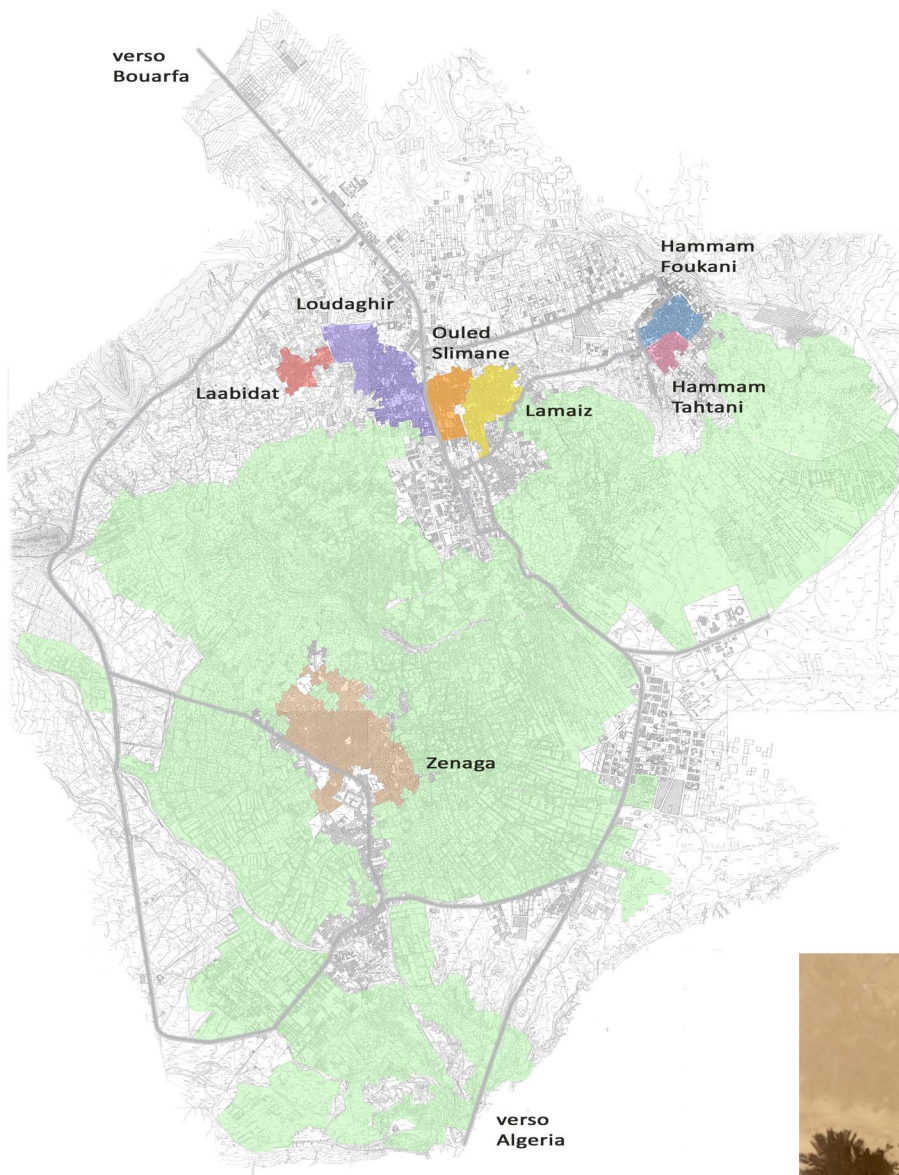 verso
Bouarfa
Hammam
Foukani
Loudaghir
Ouled
Slimane
Laabidat
Lamaiz
Hammam
Tahtani
Zenaga
verso
Algeria